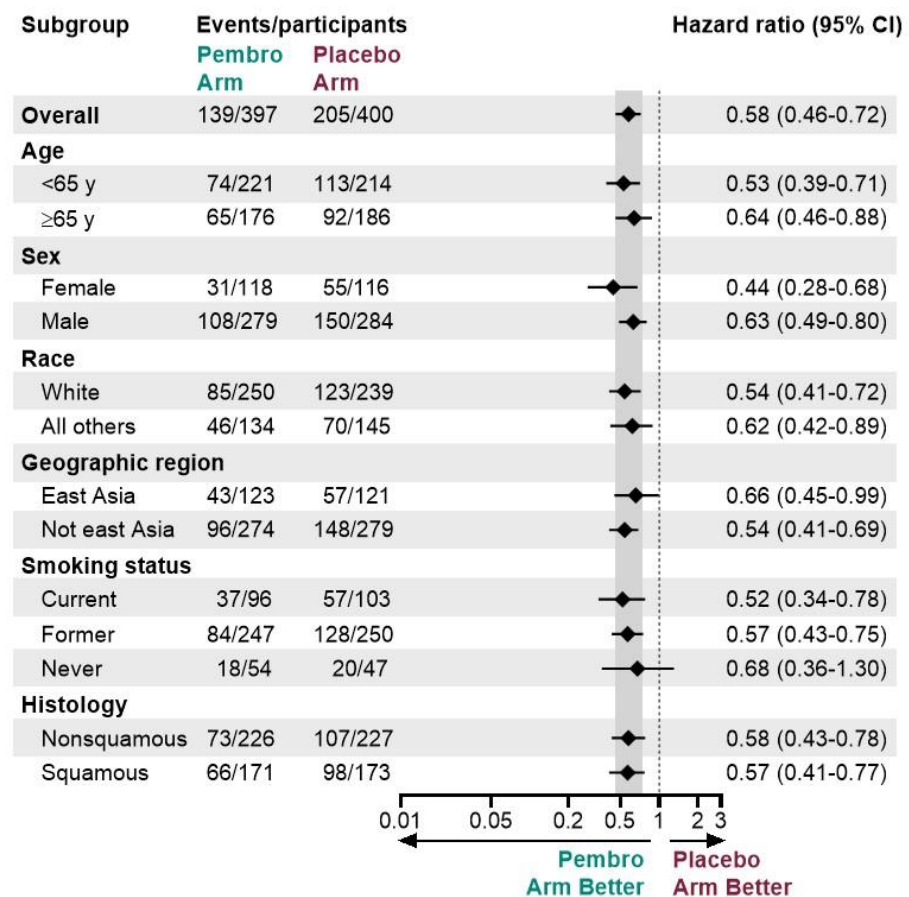 Subgroup Events/participants Hazard ratio (95% CI)
Pembro Placebo
Arm Arm
Overall 139/397 205/400 0.58 (0.46-0.72)
Age
<65 y 74/221 113/214 0.53 (0.39-0.71)
≥65 y 65/176 92/186 0.64 (0.46-0.88)
Sex
Female 31/118 55/116 0.44 (0.28-0.68)
Male 108/279 150/284 0.63 (0.49-0.80)
Race
White 85/250 123/239 0.54 (0.41-0.72)
All others 46/134 70/145 0.62 (0.42-0.89)
Geographic region
East Asia 43/123 57/121 0.66 (0.45-0.99)
Not east Asia 96/274 148/279 0.54 (0.41-0.69)
Smoking status
Current 37/96 57/103 0.52 (0.34-0.78)
Former 84/247 128/250 0.57 (0.43-0.75)
Never 18/54 20/47 0.68 (0.36-1.30)
Histology
Nonsquamous 73/226 107/227 0.58 (0.43-0.78)
Squamous 66/171 98/173 0.57 (0.41-0.77)
0.01 0.05 0.2 0.5 1 2 3
Pembro Placebo
Arm Better Arm Better